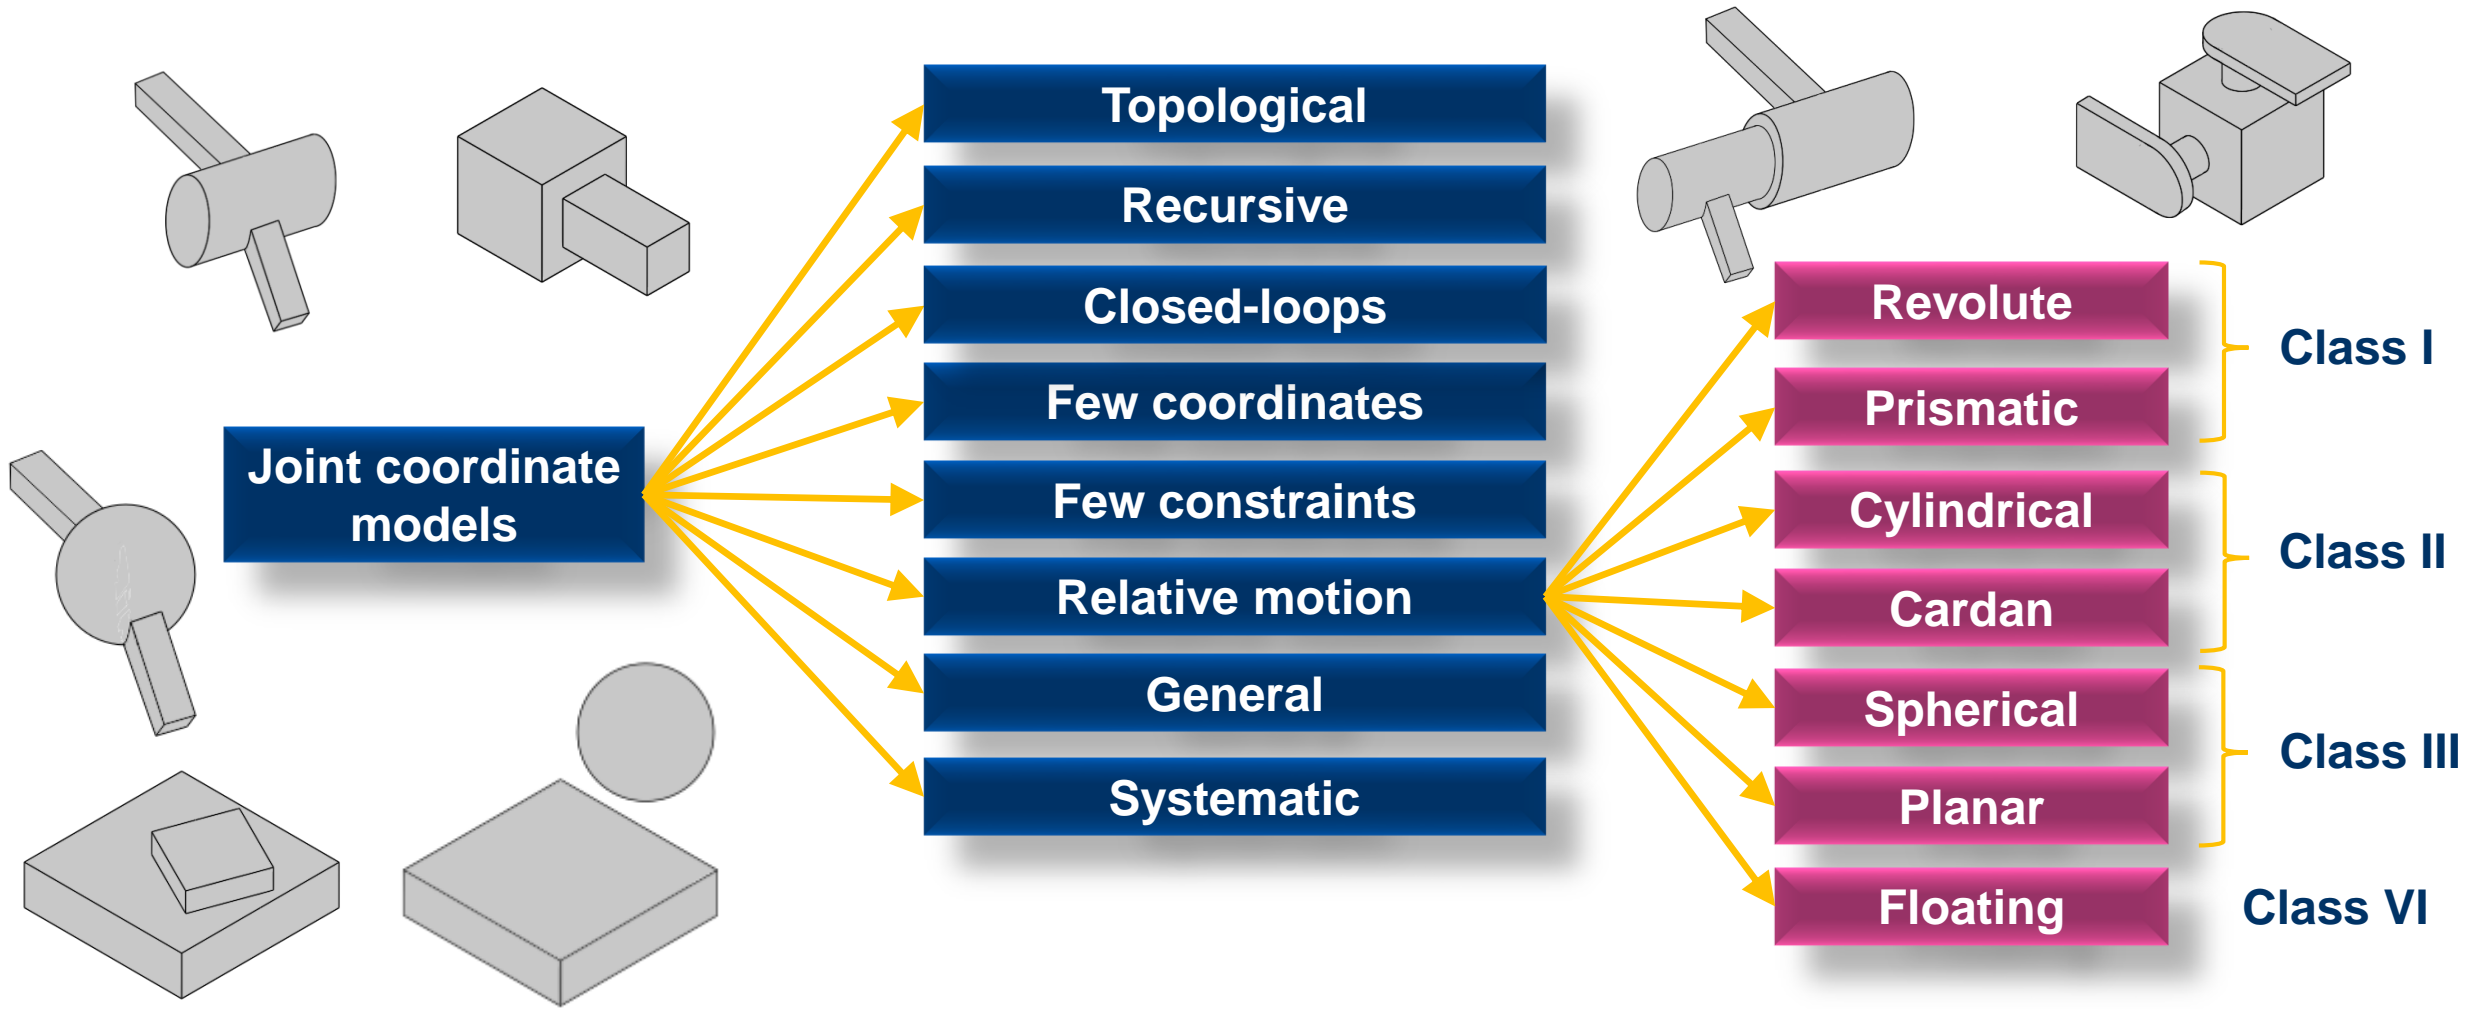 Joint coordinate
models
Topological
Recursive
Closed-loops
Few coordinates
Few constraints
Relative motion
General
Systematic
Revolute
Prismatic
Cylindrical
Cardan
Spherical
Planar
Floating
Class I
Class II
Class III
Class VI